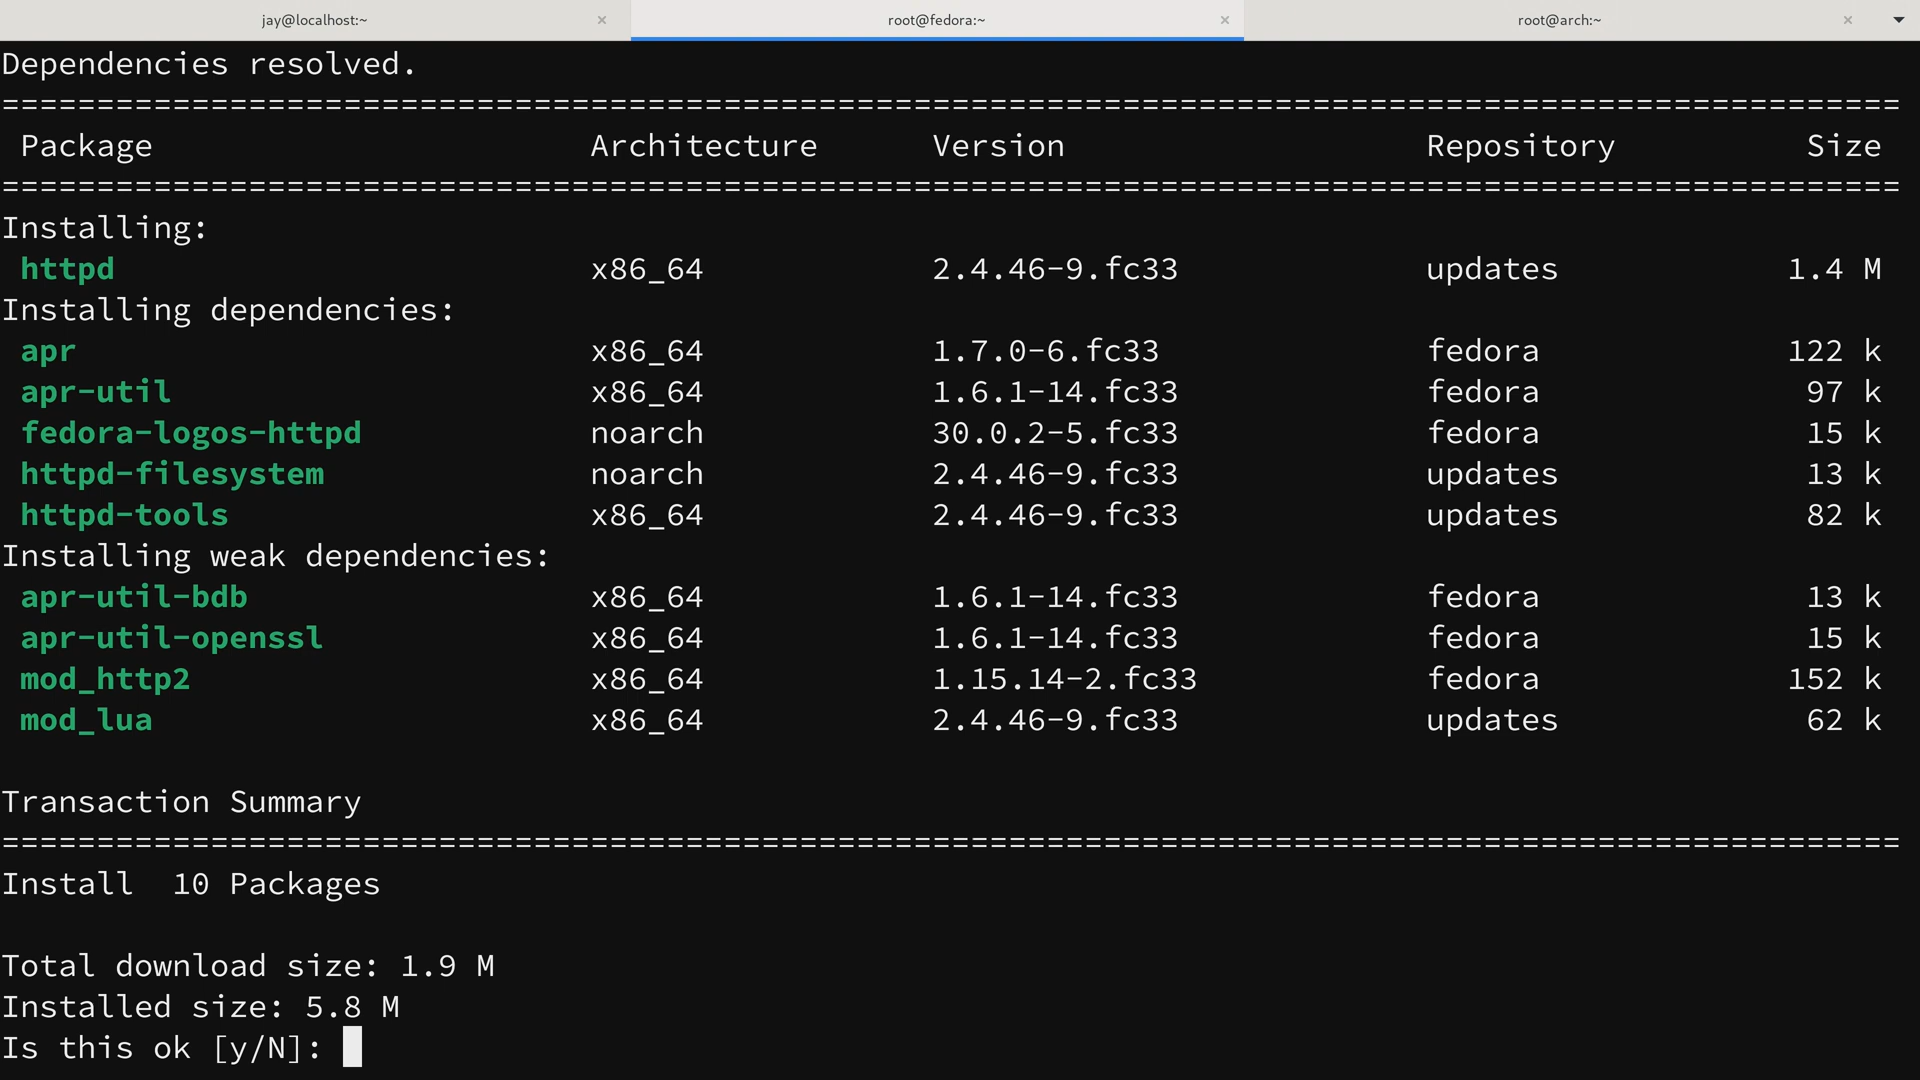 jay@localhost:~ × root@fedora:~ × root@arch:~ ×
Dependencies resolved.
====================================================================================================
Package Architecture Version Repository Size
====================================================================================================
Installing:
httpd x86_64 2.4.46-9.fc33 updates 1.4 M
Installing dependencies:
apr x86_64 1.7.0-6.fc33 fedora 122 k
apr-util x86_64 1.6.1-14.fc33 fedora 97 k
fedora-logos-httpd noarch 30.0.2-5.fc33 fedora 15 k
httpd-filesystem noarch 2.4.46-9.fc33 updates 13 k
httpd-tools x86_64 2.4.46-9.fc33 updates 82 k
Installing weak dependencies:
apr-util-bdb x86_64 1.6.1-14.fc33 fedora 13 k
apr-util-openssl x86_64 1.6.1-14.fc33 fedora 15 k
mod_http2 x86_64 1.15.14-2.fc33 fedora 152 k
mod_lua x86_64 2.4.46-9.fc33 updates 62 k
Transaction Summary
====================================================================================================
Install  10 Packages
Total download size: 1.9 M
Installed size: 5.8 M
Is this ok [y/N]: